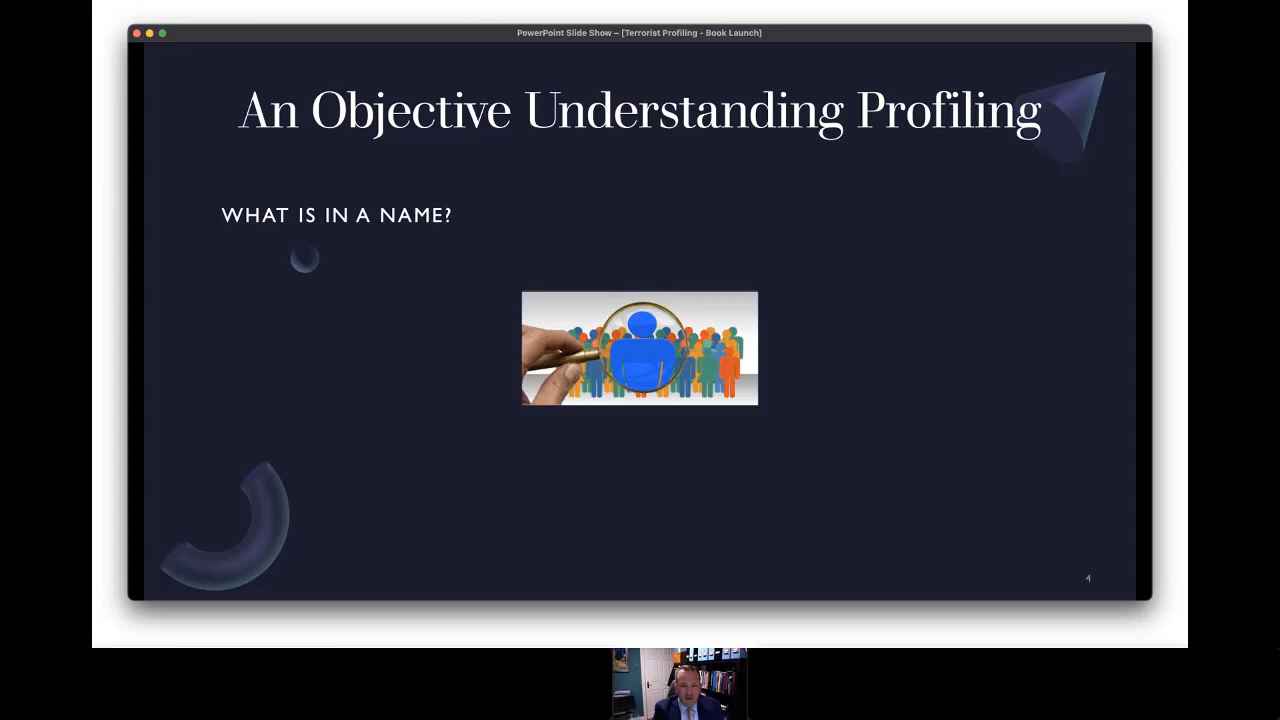 PowerPoint Slide Show – [Terrorist Profiling - Book Launch]
An Objective Understanding Profiling
WHAT IS IN A NAME?
4